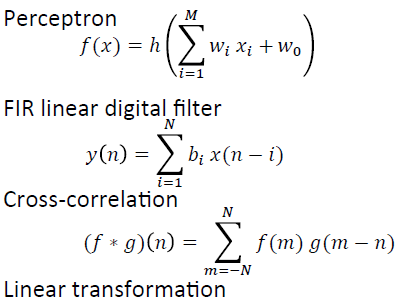 Perceptron
f(x) = h(∑_{i=1}^{M} w_i x_i + w_0)
FIR linear digital filter
y(n) = ∑_{i=1}^{N} b_i x(n − i)
Cross-correlation
(f * g)(n) = ∑_{m=−N}^{N} f(m) g(m − n)
Linear transformation